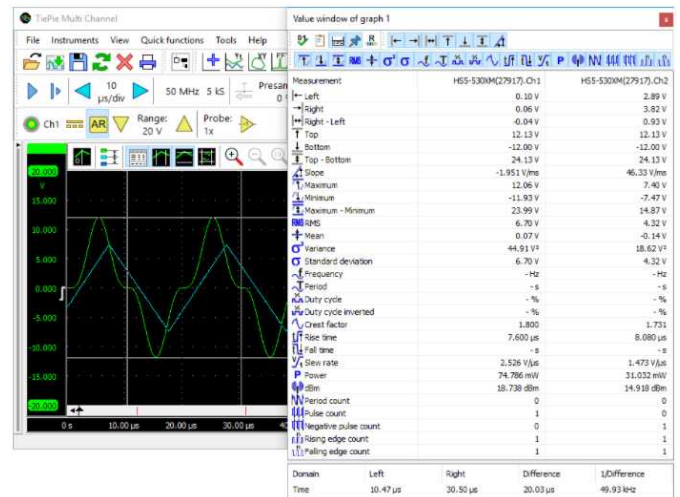 TiePie Multi Channel
File Instruments View Quick functions Tools Help
10
µs/div
50 MHz 5 kS
Presam
0
Ch1
AR
Range:
20 V
Probe:
1x
20.000
V
15.000
10.000
5.000
0.000
-5.000
-10.000
-15.000
-20.000
0 s 10.00 µs 20.00 µs 30.00 µs 40
Value window of graph 1
Measurement HS5-530XM(27917).Ch1 HS5-530XM(27917).Ch2
Left 0.10 V 2.89 V
Right 0.06 V 3.82 V
Right - Left -0.04 V 0.93 V
Top 12.13 V 12.13 V
Bottom -12.00 V -12.00 V
Top - Bottom 24.13 V 24.13 V
Slope -1.951 V/ms 46.33 V/ms
Maximum 12.06 V 7.40 V
Minimum -11.93 V -7.47 V
Maximum - Minimum 23.99 V 14.87 V
RMS RMS 6.70 V 4.32 V
Mean 0.07 V -0.14 V
σ² Variance 44.91 V² 18.62 V²
σ Standard deviation 6.70 V 4.32 V
Frequency - Hz - Hz
Period - s - s
Duty cycle - % - %
Duty cycle inverted - % - %
Crest factor 1.800 1.731
Rise time 7.600 µs 8.080 µs
Fall time - s - s
Slew rate 2.526 V/µs 1.473 V/µs
P Power 74.786 mW 31.032 mW
dBm 18.738 dBm 14.918 dBm
Period count 0 0
Pulse count 1 0
Negative pulse count 0 1
Rising edge count 1 1
Falling edge count 1 1
Domain Left Right Difference 1/Difference
Time 10.47 µs 30.50 µs 20.03 µs 49.93 kHz